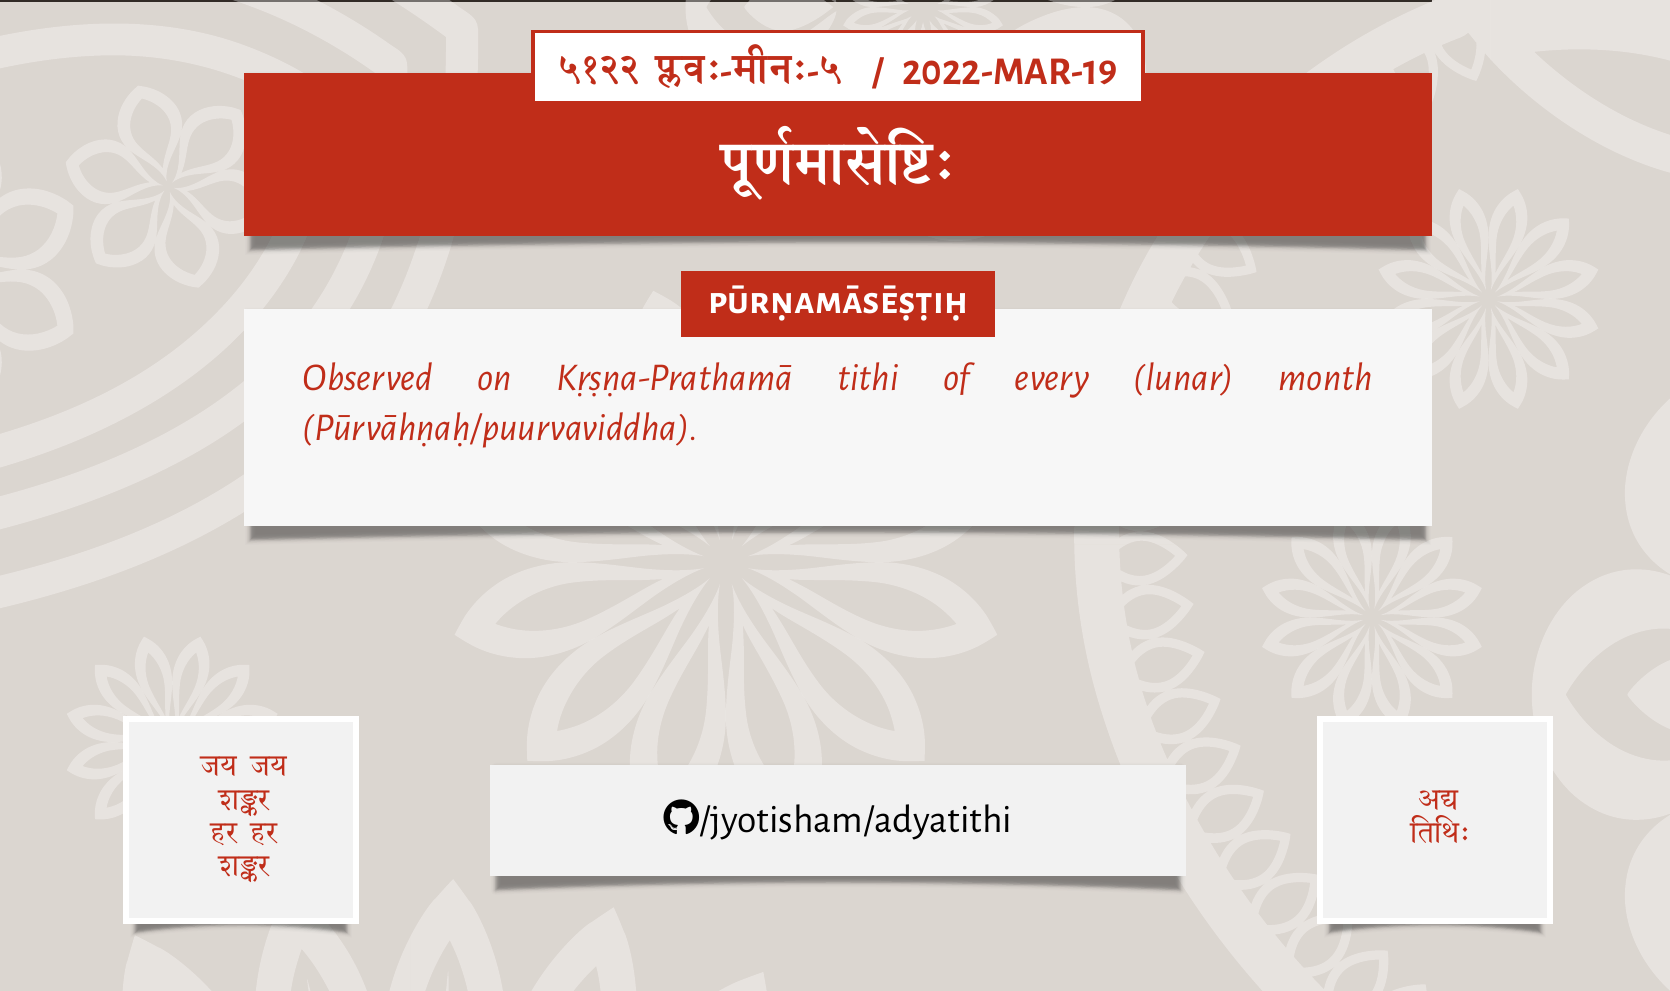 ५१२२ प्लवः-मीनः-५ / 2022-MAR-19
पूर्णमासेष्टिः
PŪRṆAMĀSĒṢṬIḤ
Observed on Kṛṣṇa-Prathamā tithi of every (lunar) month
(Pūrvāhṇaḥ/puurvaviddha).
जय जय
शङ्कर
हर हर
शङ्कर
/jyotisham/adyatithi
अद्य
तिथिः